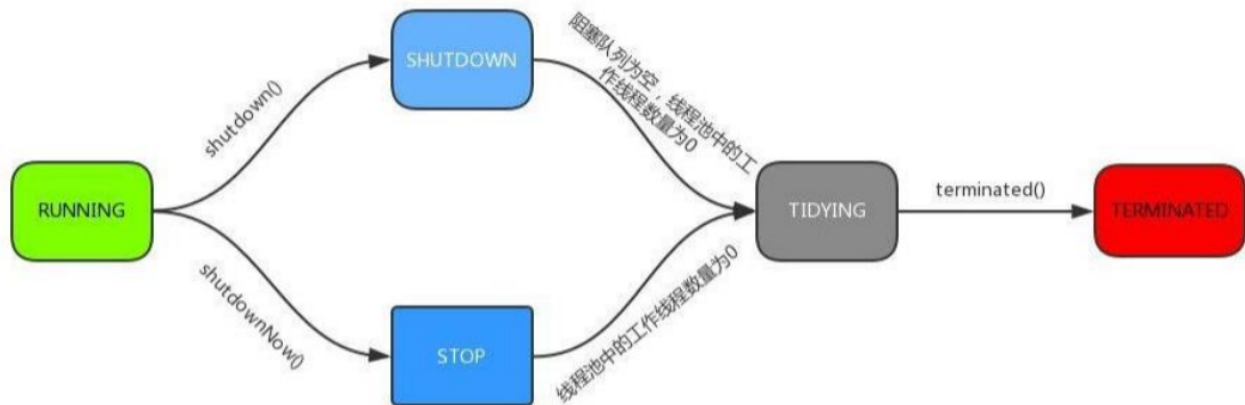 RUNNING
shutdown()
SHUTDOWN
阻塞队列为空，线程池中的工
作线程数量为0
shutdownNow()
STOP
线程池中的工作线程数量为0
TIDYING
terminated()
TERMINATED